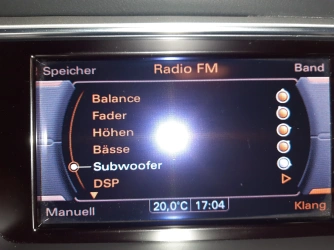 Speicher Radio FM Band
Balance
Fader
Höhen
Bässe
Subwoofer
DSP
Manuell 20,0°C 17:04 Klang